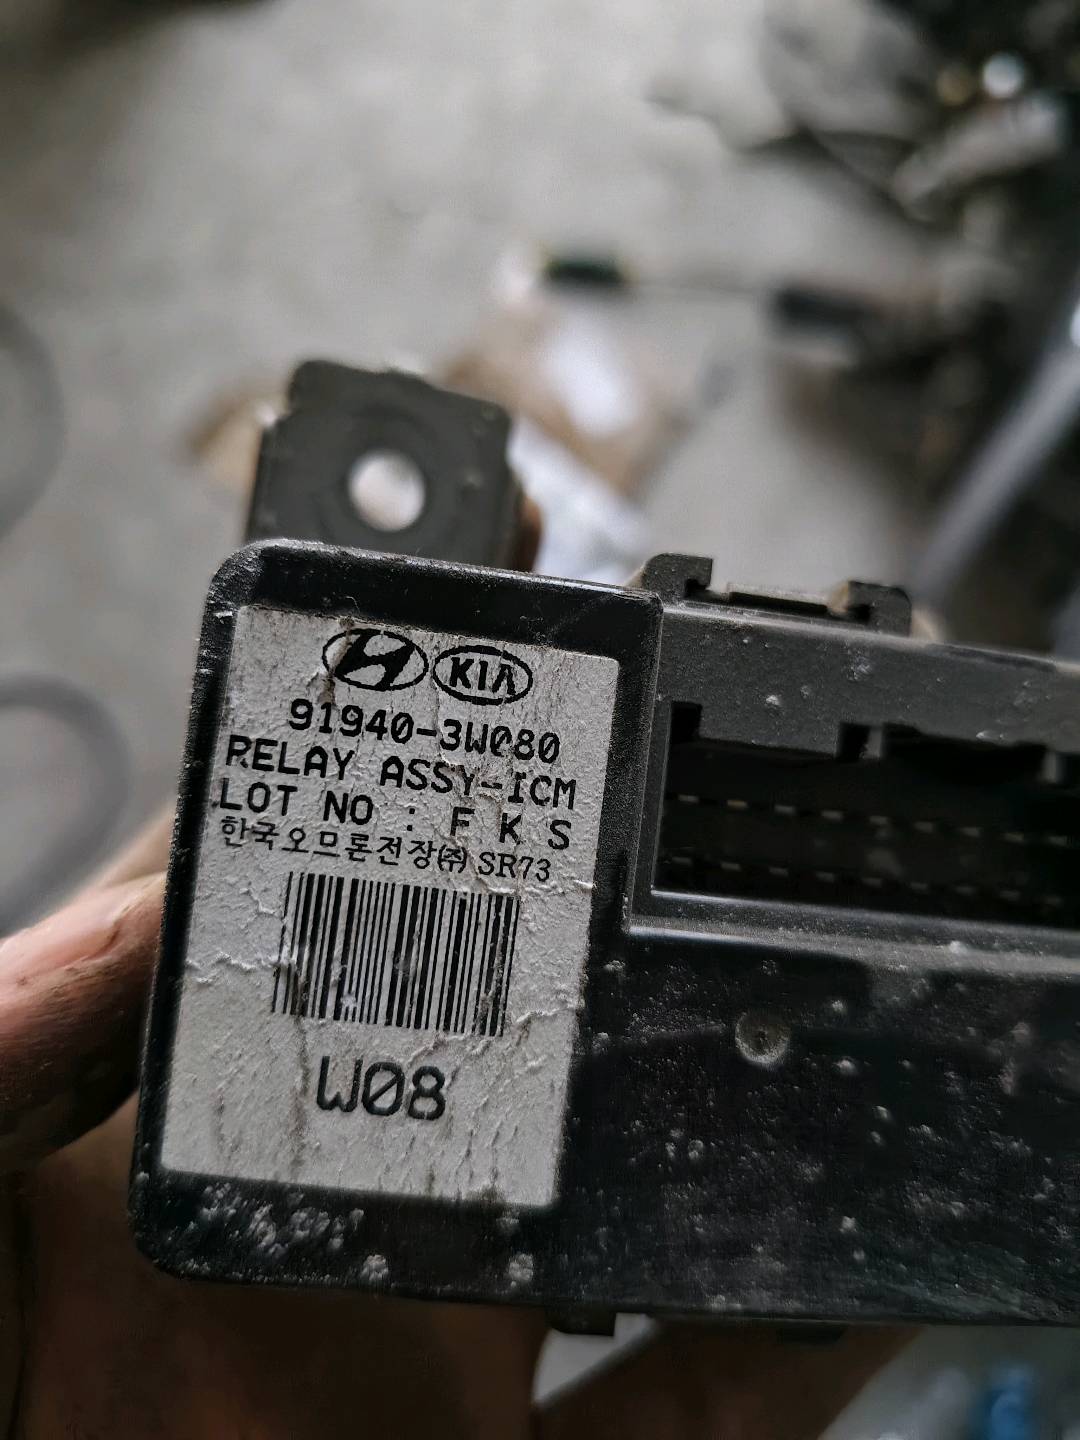 KIA
91940-3W080
RELAY ASSY-ICM
LOT NO : F K S
한국오므론전장㈜ SR73
W08